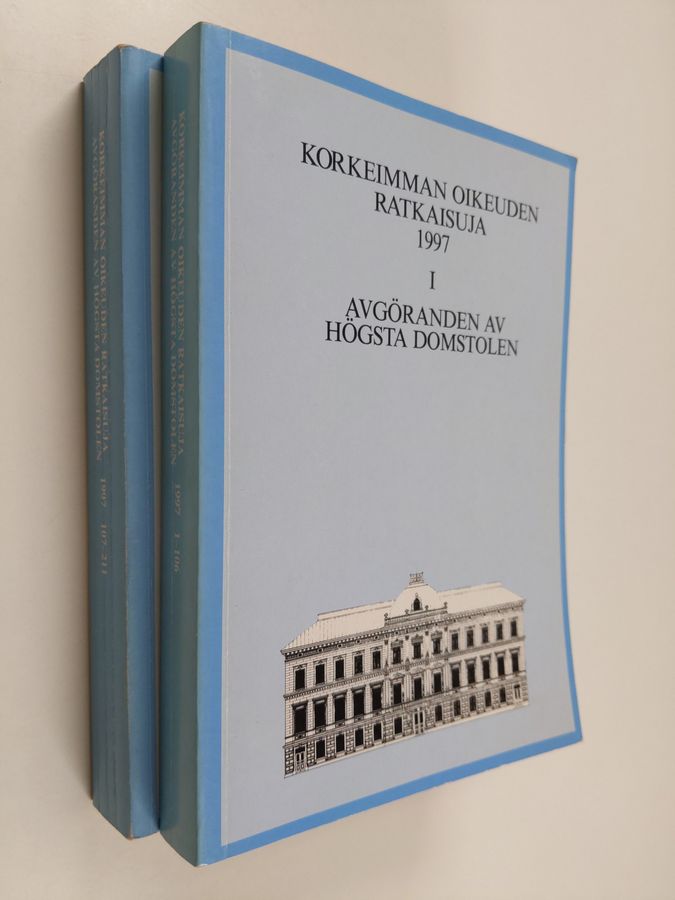 KORKEIMMAN OIKEUDEN
RATKAISUJA
1997
I
AVGÖRANDEN AV
HÖGSTA DOMSTOLEN
KORKEIMMAN OIKEUDEN RATKAISUJA
AVGÖRANDEN AV HÖGSTA DOMSTOLEN
1997 1-106
KORKEIMMAN OIKEUDEN RATKAISUJA
AVGÖRANDEN AV HÖGSTA DOMSTOLEN
1997 107-211